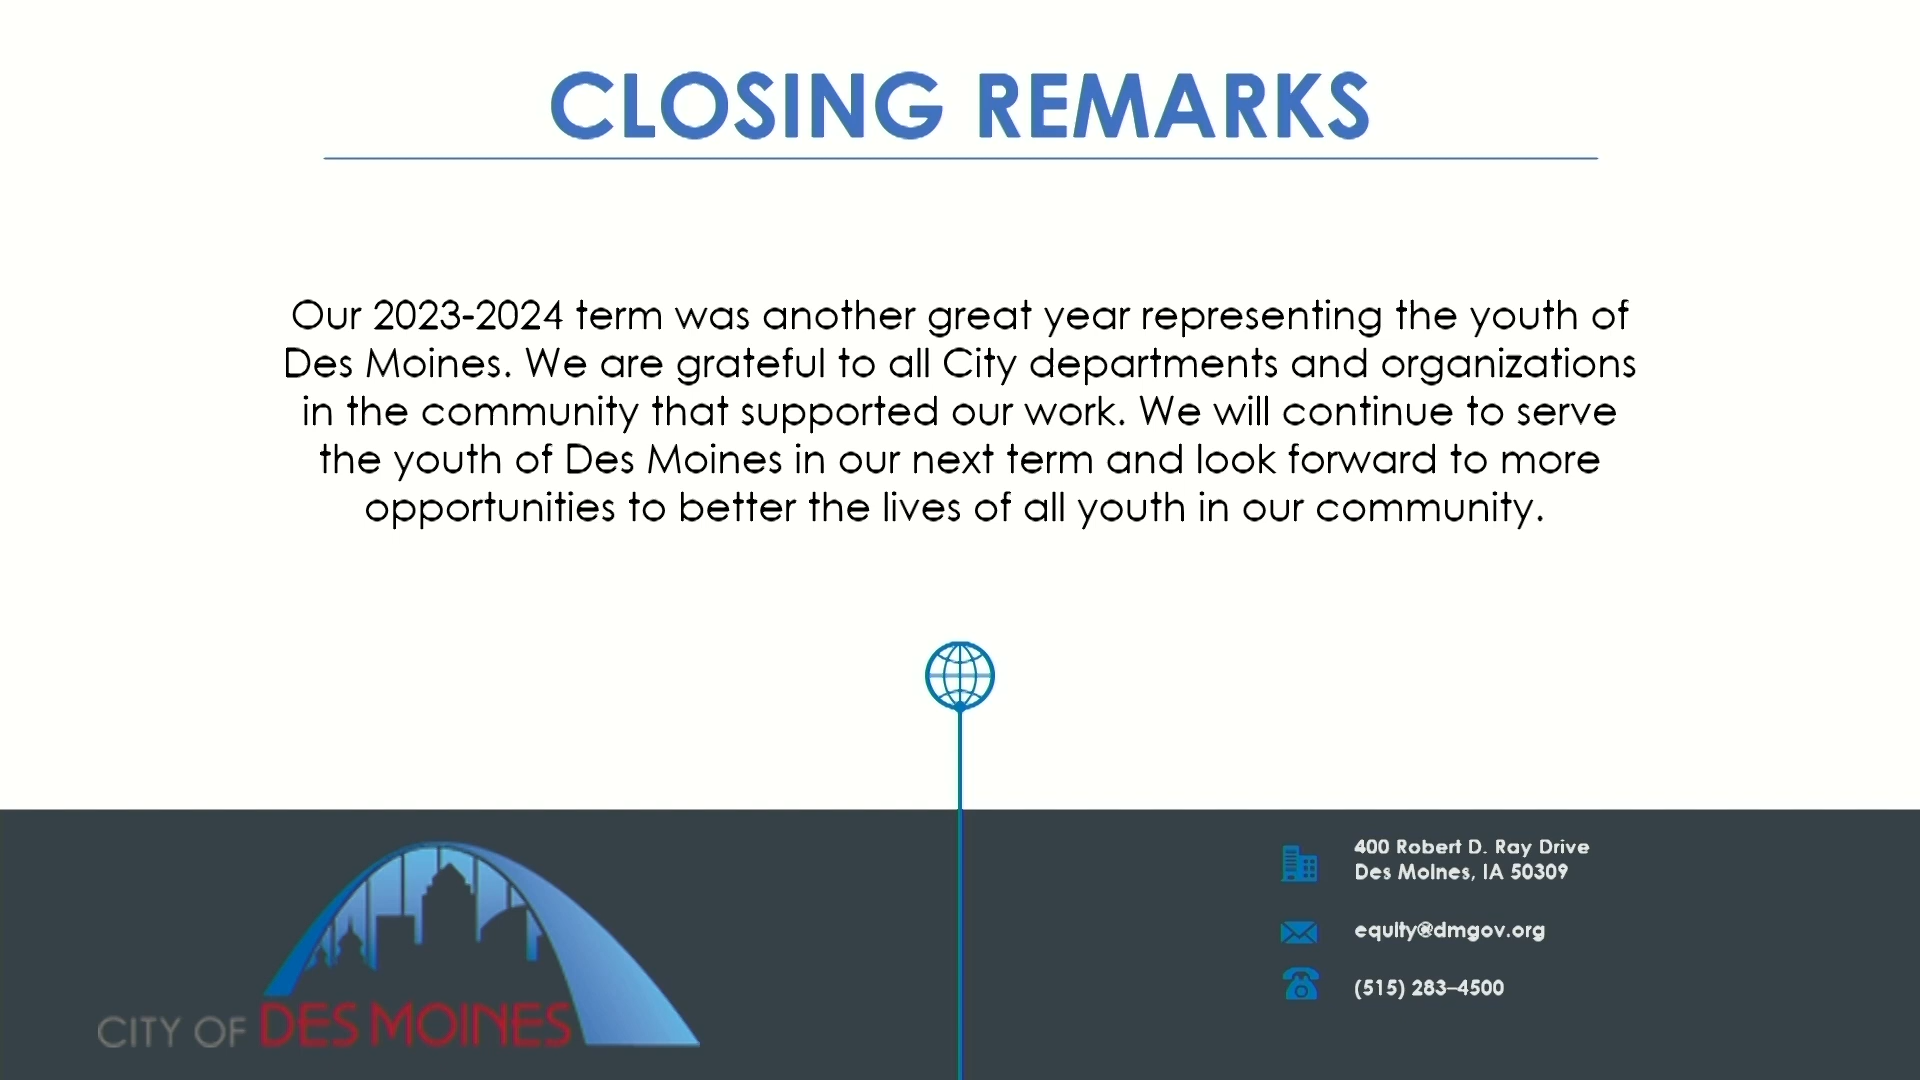 CLOSING REMARKS
Our 2023-2024 term was another great year representing the youth of
Des Moines. We are grateful to all City departments and organizations
in the community that supported our work. We will continue to serve
the youth of Des Moines in our next term and look forward to more
opportunities to better the lives of all youth in our community.
CITY OF DES MOINES
400 Robert D. Ray Drive
Des Moines, IA 50309
equity@dmgov.org
(515) 283–4500